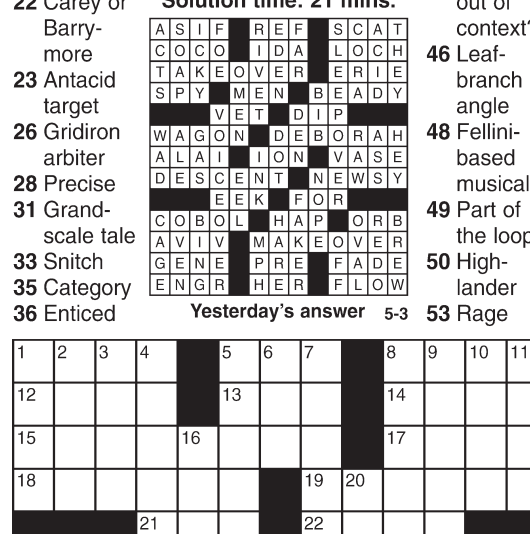 22 Carey or
Barry-
more
23 Antacid
target
26 Gridiron
arbiter
28 Precise
31 Grand-
scale tale
33 Snitch
35 Category
36 Enticed
Solution time: 21 mins.
A S I F R E F S C A T
C O C O I D A L O C H
T A K E O V E R E R I E
S P Y M E N B E A D Y
V E T D I P
W A G O N D E B O R A H
A L A I I O N V A S E
D E S C E N T N E W S Y
E E K F O R
C O B O L H A P O R B
A V I V M A K E O V E R
G E N E P R E F A D E
E N G R H E R F L O W
Yesterday's answer 5-3
out of
context?
46 Leaf-
branch
angle
48 Fellini-
based
musical
49 Part of
the loop
50 High-
lander
53 Rage
1 2 3 4 5 6 7 8 9 10 11
12 13 14
15 16 17
18 19 20
21 22